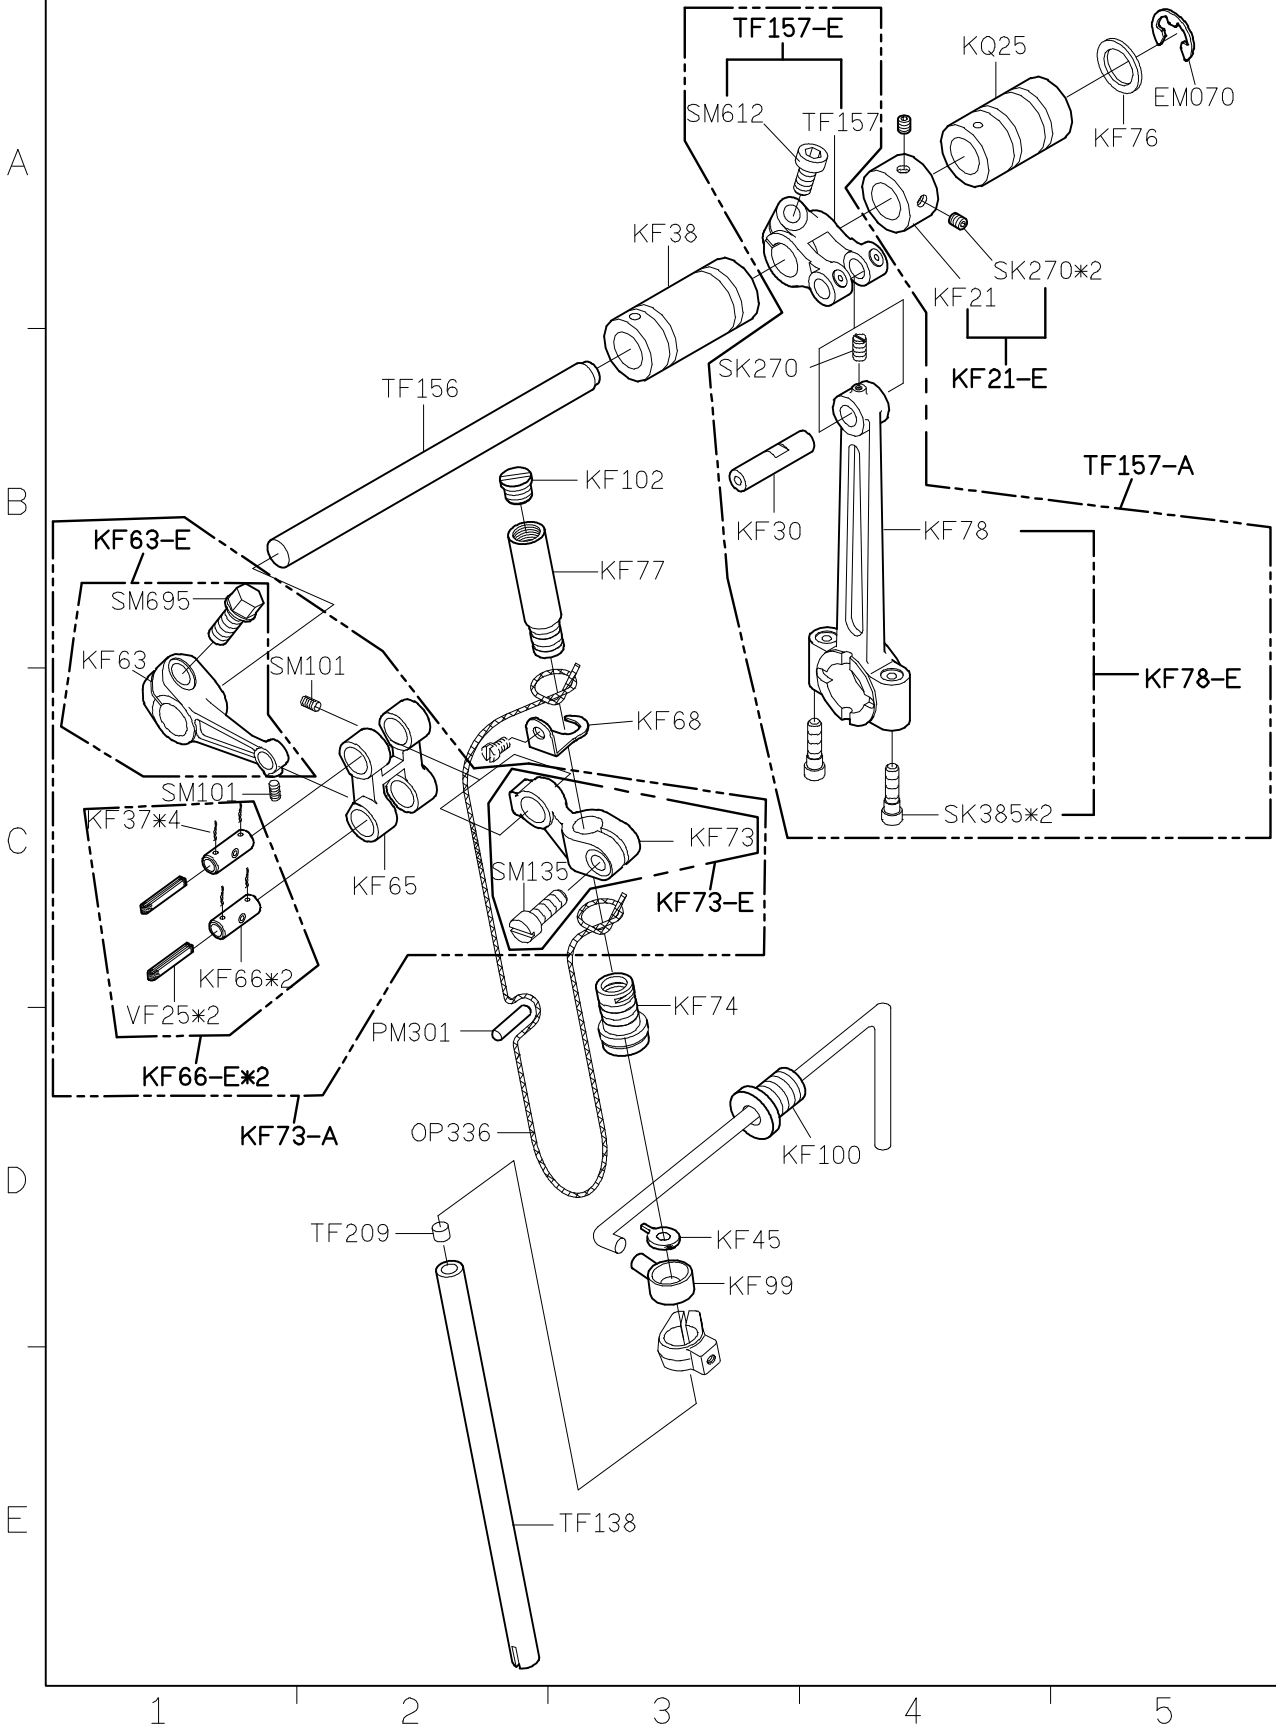 TF157-E
KQ25
EM070
SM612
TF157
KF76
A
KF38
SK270*2
KF21
SK270
KF21-E
TF156
TF157-A
KF102
B
KF30
KF78
KF63-E
KF77
SM695
KF63
SM101
KF78-E
KF68
SM101
KF37*4
SK385*2
C
KF73
KF65
SM135
KF73-E
KF66*2
KF74
VF25*2
PM301
KF66-E*2
KF73-A
OP336
KF100
D
TF209
KF45
KF99
E
TF138
1
2
3
4
5